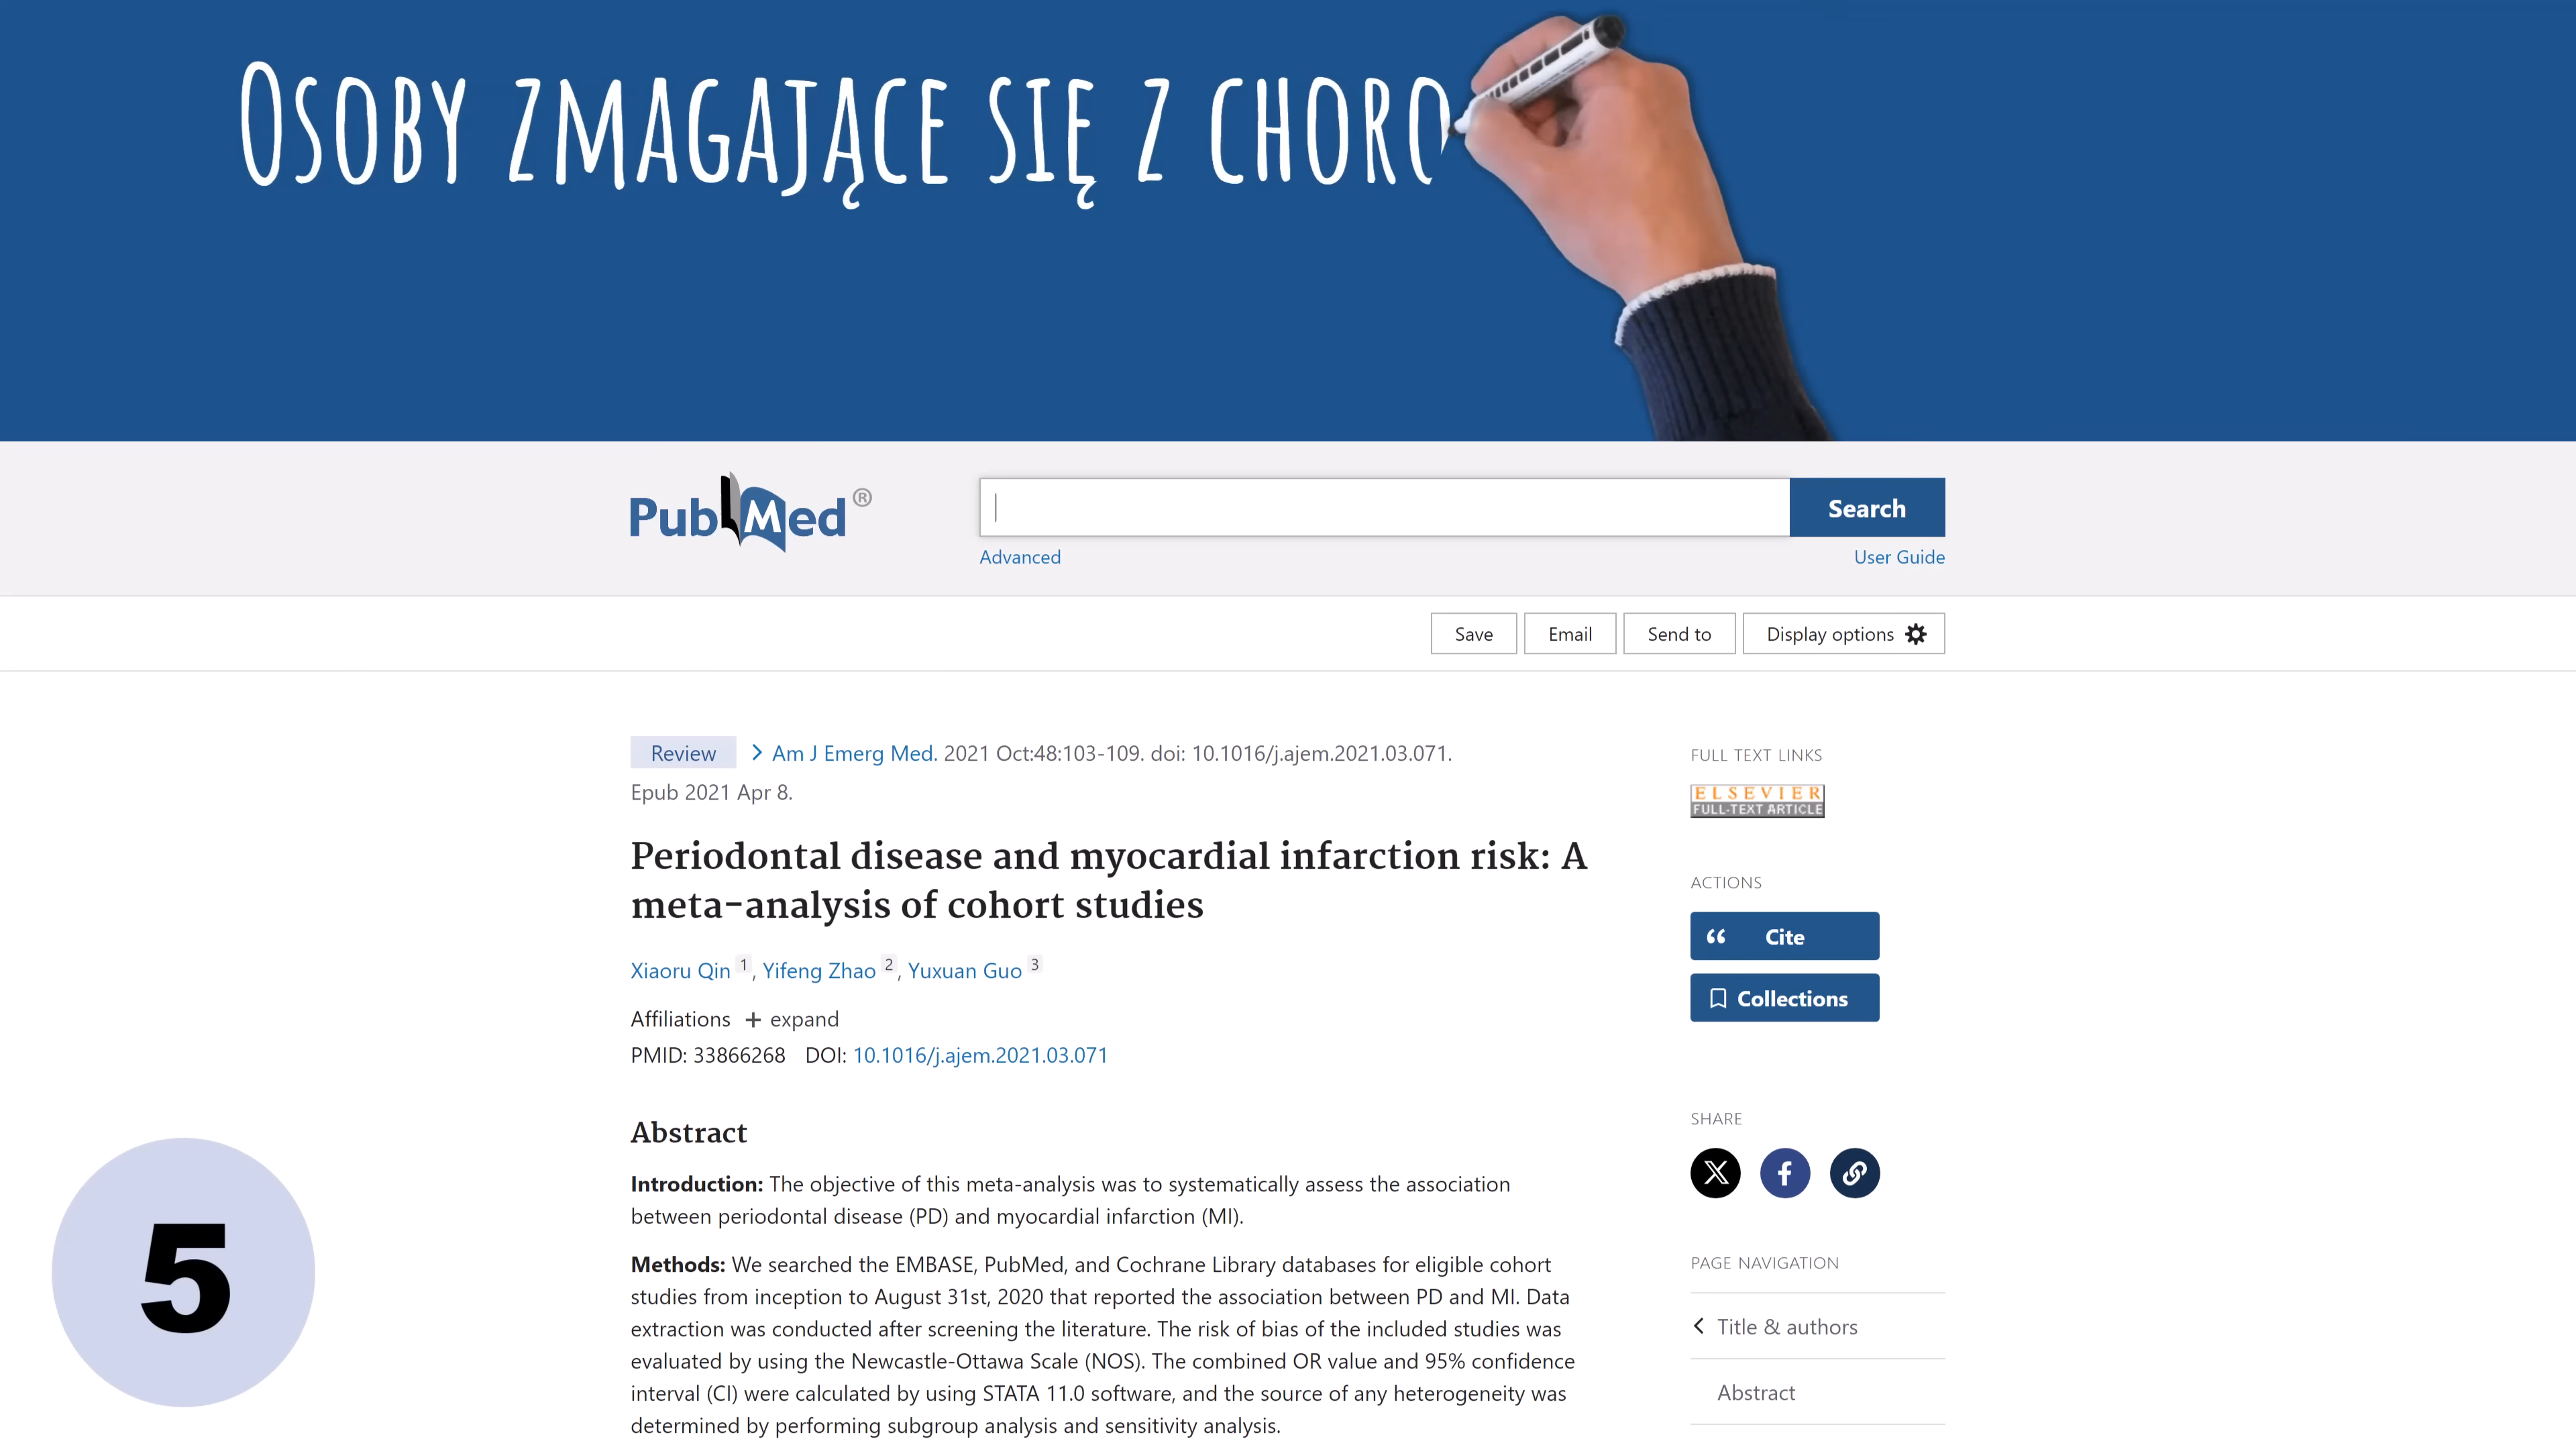 OSOBY ZMAGAJĄCE SIĘ Z CHORO
PubMed®
Search
Advanced
User Guide
Save
Email
Send to
Display options
Review > Am J Emerg Med. 2021 Oct:48:103-109. doi: 10.1016/j.ajem.2021.03.071.
Epub 2021 Apr 8.
Periodontal disease and myocardial infarction risk: A
meta-analysis of cohort studies
Xiaoru Qin 1, Yifeng Zhao 2, Yuxuan Guo 3
Affiliations + expand
PMID: 33866268 DOI: 10.1016/j.ajem.2021.03.071
Abstract
Introduction: The objective of this meta-analysis was to systematically assess the association
between periodontal disease (PD) and myocardial infarction (MI).
Methods: We searched the EMBASE, PubMed, and Cochrane Library databases for eligible cohort
studies from inception to August 31st, 2020 that reported the association between PD and MI. Data
extraction was conducted after screening the literature. The risk of bias of the included studies was
evaluated by using the Newcastle-Ottawa Scale (NOS). The combined OR value and 95% confidence
interval (CI) were calculated by using STATA 11.0 software, and the source of any heterogeneity was
determined by performing subgroup analysis and sensitivity analysis.
FULL TEXT LINKS
ELSEVIER
FULL-TEXT ARTICLE
ACTIONS
Cite
Collections
SHARE
PAGE NAVIGATION
Title & authors
Abstract
5